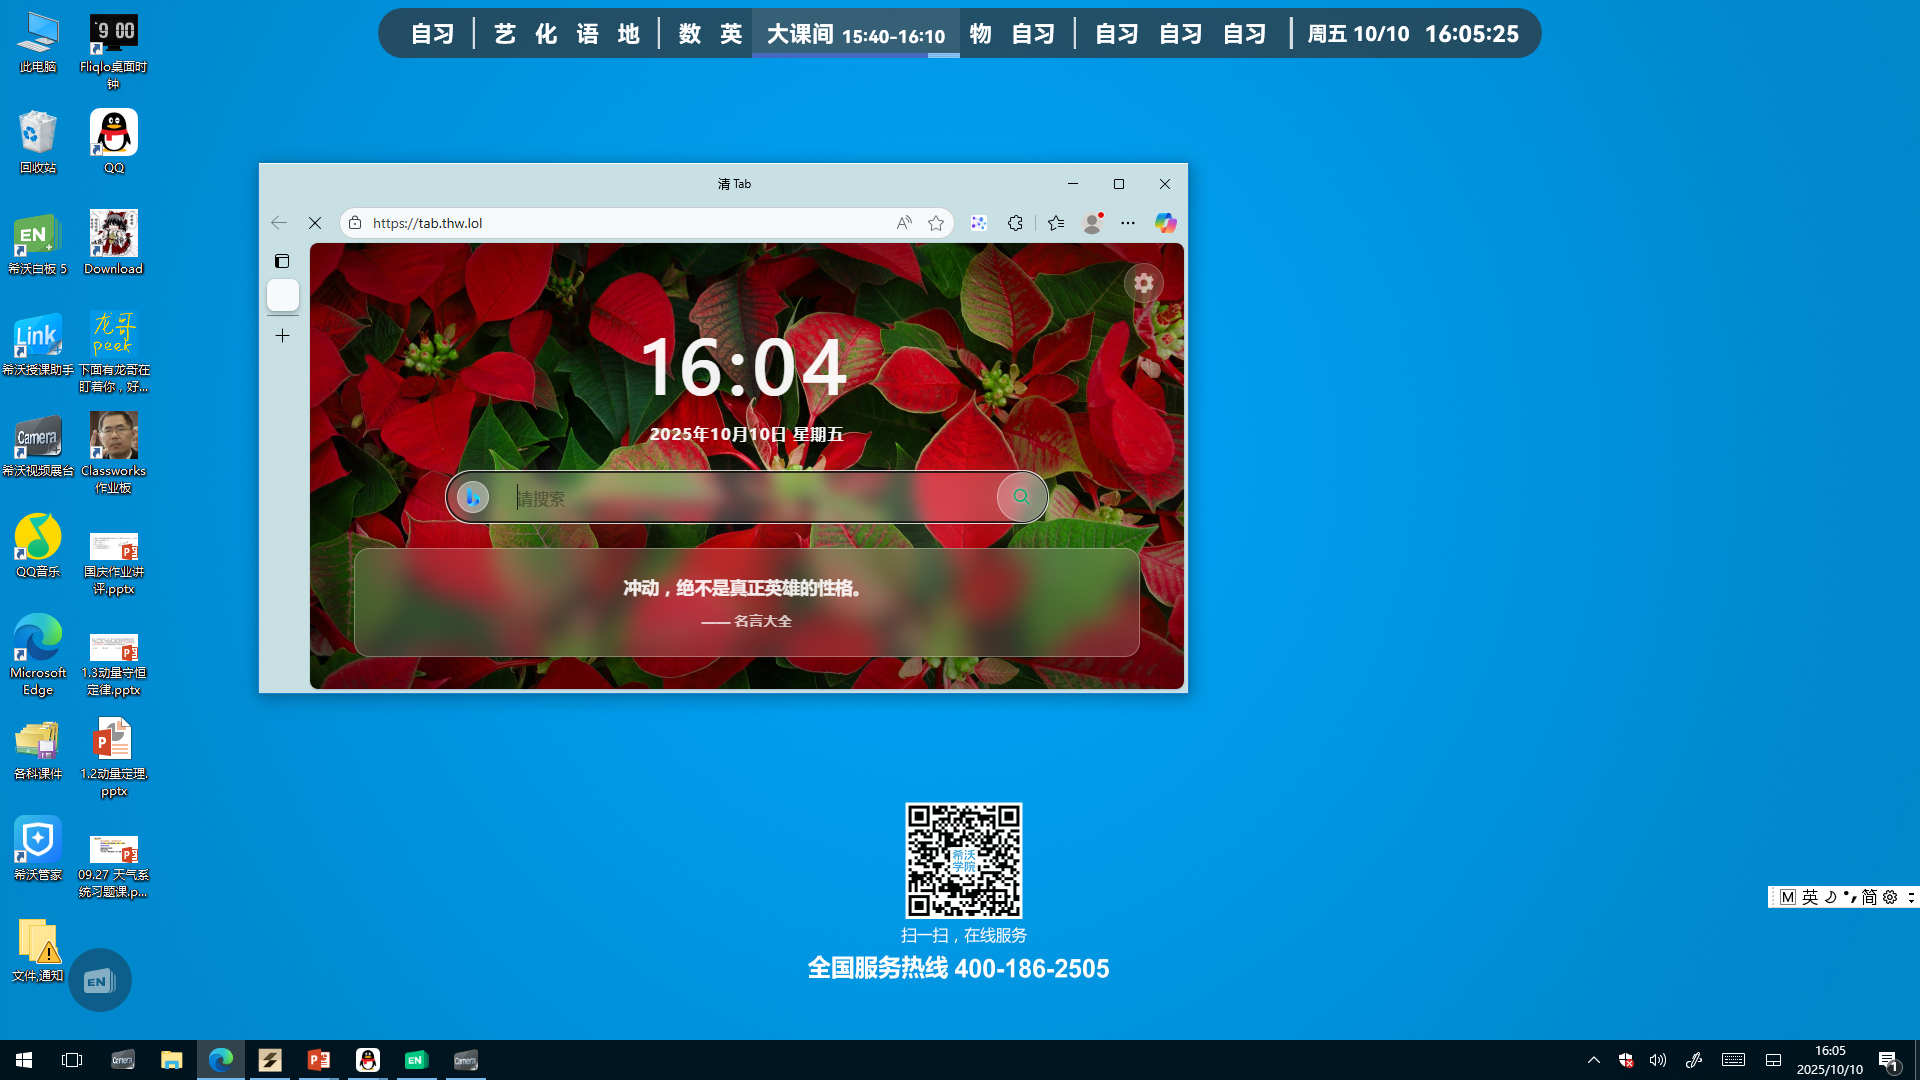 自习 艺 化 语 地 数 英 大课间 15:40-16:10 物 自习 自习 自习 自习 周五 10/10 16:05:25
此电脑
9 00
Fliqlo桌面时
钟
回收站
QQ
EN
希沃白板 5
Download
Link
希沃授课助手
龙哥
peek
下面有龙哥在
盯着你，好...
Camera
希沃视频展台
Classworks
作业板
QQ音乐
国庆作业讲
评.pptx
Microsoft
Edge
1.3动量守恒
定律.pptx
各科课件
1.2动量定理.
pptx
希沃管家
09.27 天气系
统习题课.p...
文件,通知
EN
清 Tab
https://tab.thw.lol
16:04
2025年10月10日 星期五
请搜索
冲动，绝不是真正英雄的性格。
—— 名言大全
希沃
学院
扫一扫，在线服务
全国服务热线 400-186-2505
M 英 简
Camera
EN
Camera
16:05
2025/10/10
1